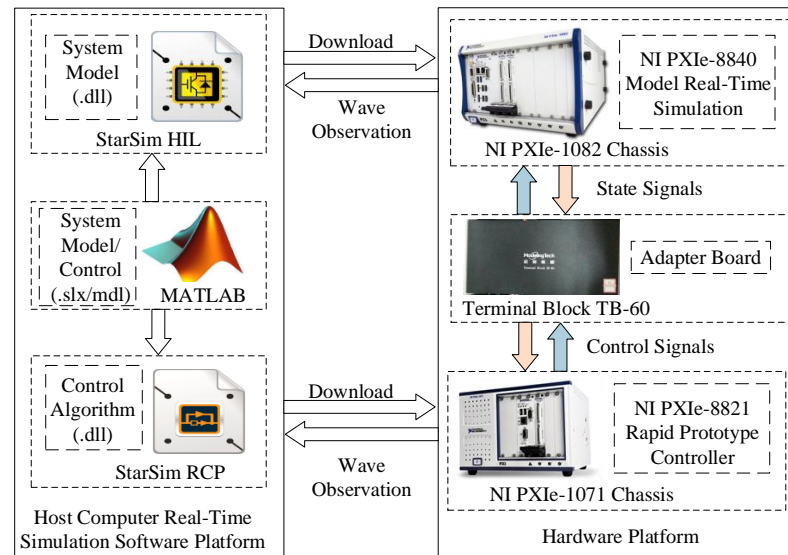 System
Model
(.dll)
StarSim HIL
Download
Wave
Observation
NI PXIe-8840
Model Real-Time
Simulation
NI PXIe-1082 Chassis
State Signals
System
Model/
Control
(.slx/mdl)
MATLAB
ModelingTech
Adapter Board
Terminal Block TB-60
Control Signals
Control
Algorithm
(.dll)
StarSim RCP
Download
Wave
Observation
NI PXIe-8821
Rapid Prototype
Controller
NI PXIe-1071 Chassis
Host Computer Real-Time
Simulation Software Platform
Hardware Platform